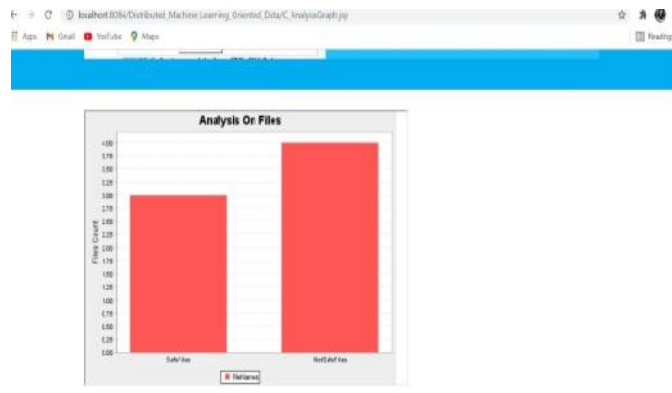 localhost:8084/Distributed_Machine_Learning_Oriented_Data/C_AnalysisGraph.jsp
Apps Gmail YouTube Maps Reading
Analysis On Files
Files Count
4.00
3.75
3.50
3.25
3.00
2.75
2.50
2.25
2.00
1.75
1.50
1.25
1.00
0.75
0.50
0.25
0.00
SafeFiles NotSafeFiles
FileNames